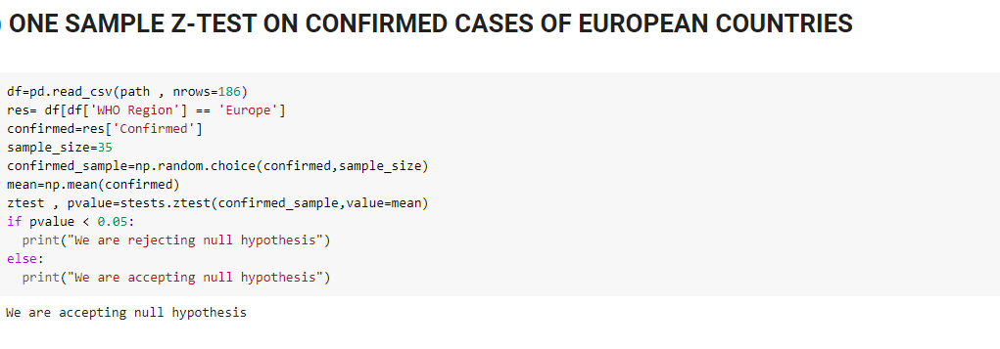 ONE SAMPLE Z-TEST ON CONFIRMED CASES OF EUROPEAN COUNTRIES
df=pd.read_csv(path , nrows=186)
res= df[df['WHO Region'] == 'Europe']
confirmed=res['Confirmed']
sample_size=35
confirmed_sample=np.random.choice(confirmed,sample_size)
mean=np.mean(confirmed)
ztest , pvalue=stests.ztest(confirmed_sample,value=mean)
if pvalue < 0.05:
  print("We are rejecting null hypothesis")
else:
  print("We are accepting null hypothesis")
We are accepting null hypothesis